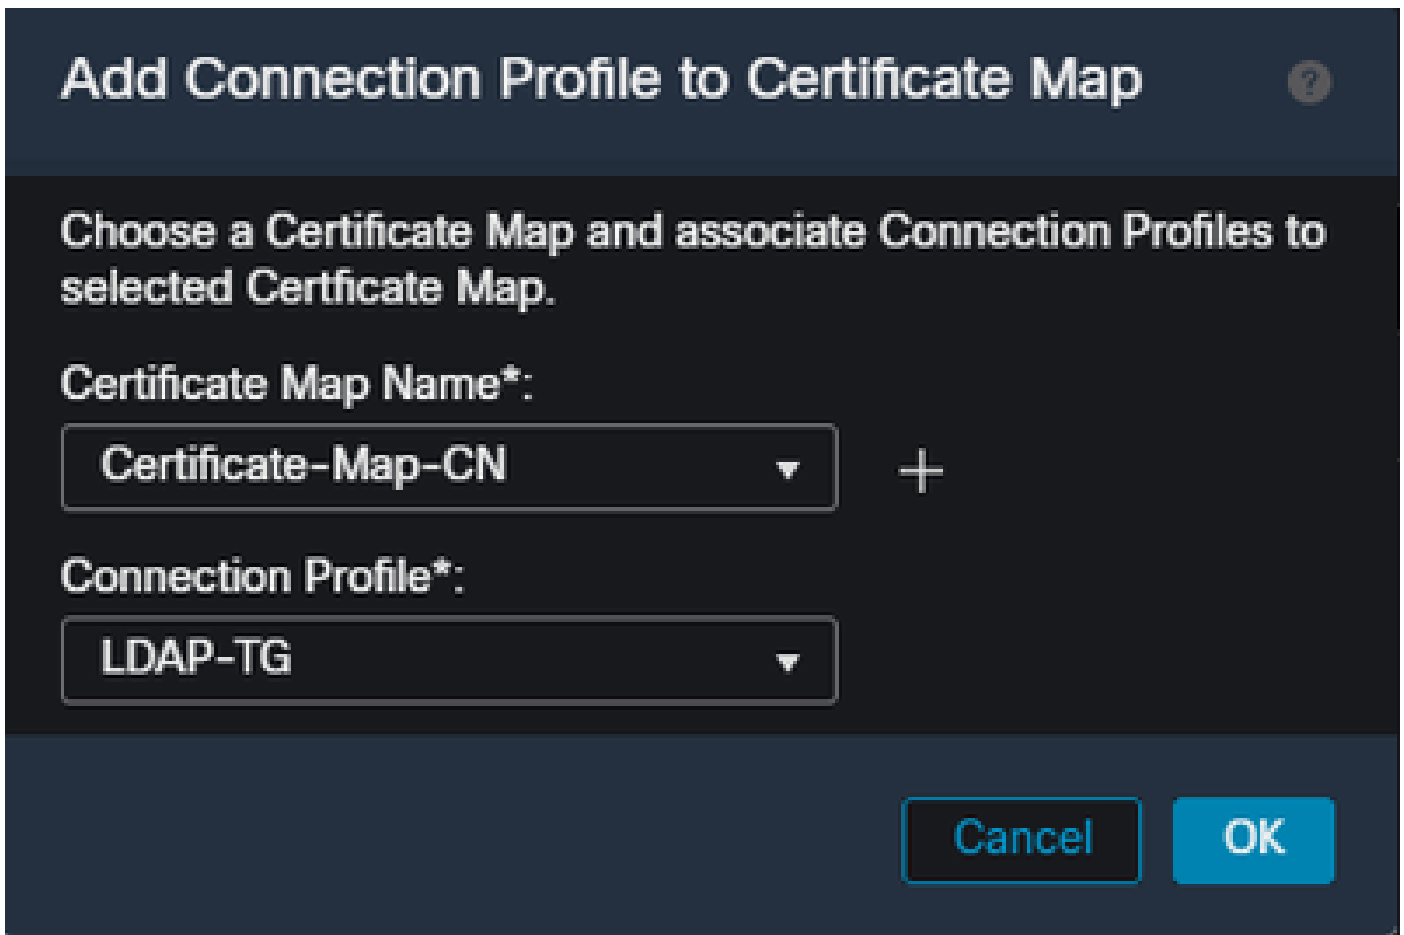 Add Connection Profile to Certificate Map
?
Choose a Certificate Map and associate Connection Profiles to
selected Certficate Map.
Certificate Map Name*:
Certificate-Map-CN
Connection Profile*:
LDAP-TG
Cancel
OK